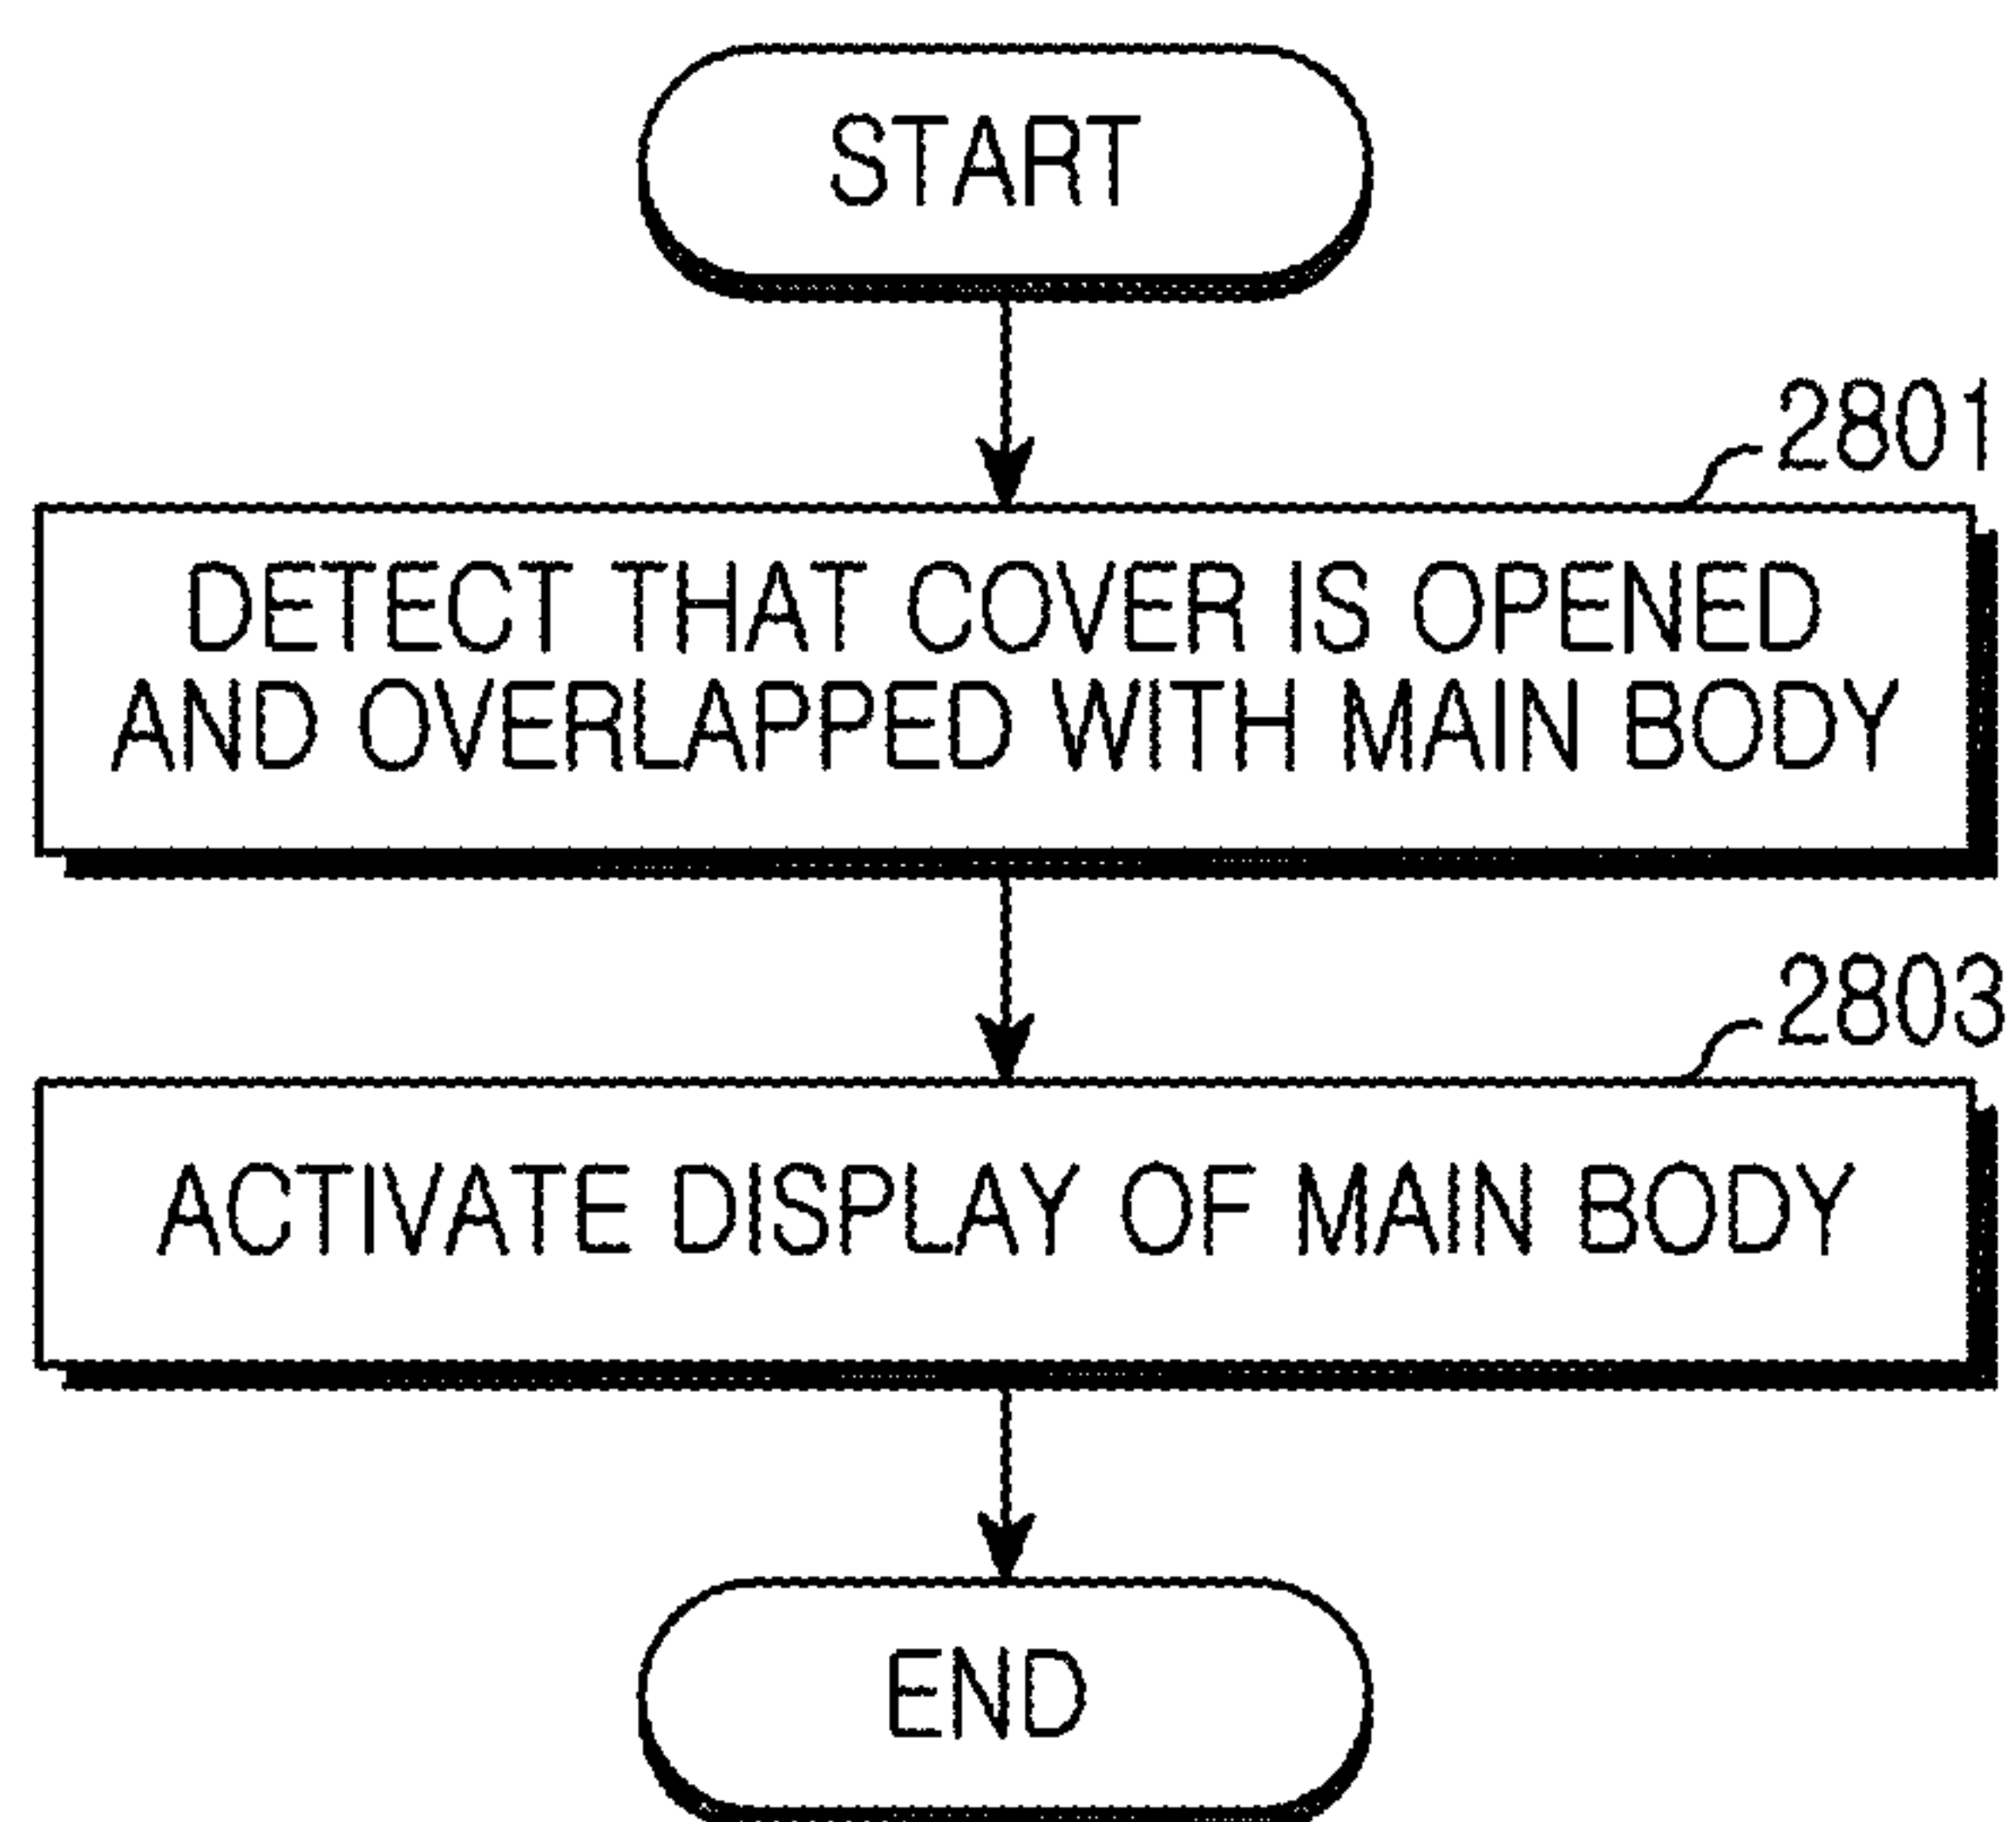 START
2801
DETECT THAT COVER IS OPENED
AND OVERLAPPED WITH MAIN BODY
2803
ACTIVATE DISPLAY OF MAIN BODY
END